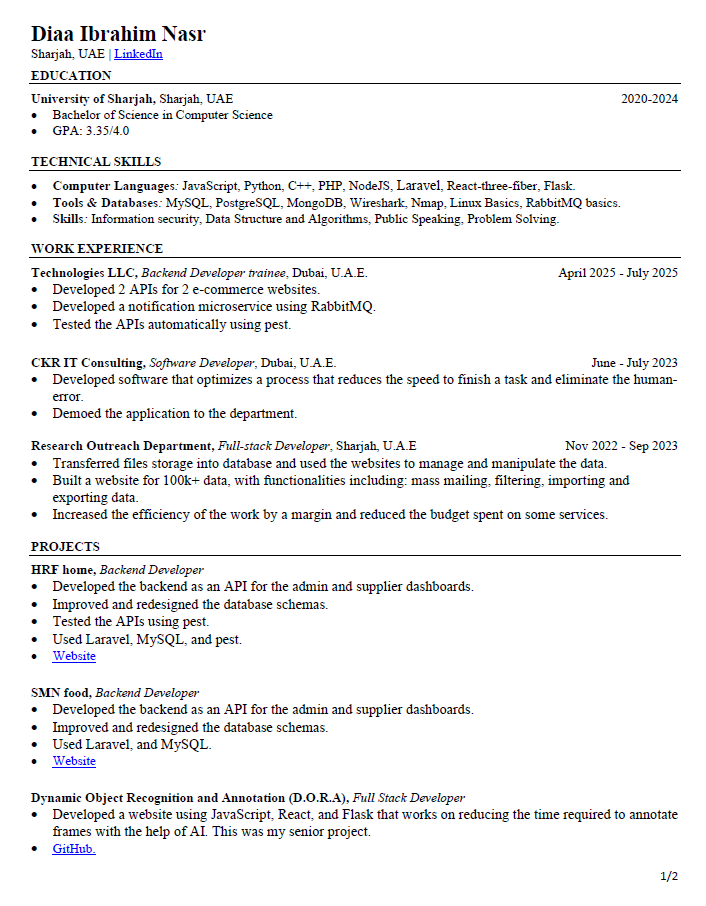 Diaa Ibrahim Nasr
Sharjah, UAE | LinkedIn
EDUCATION
University of Sharjah, Sharjah, UAE 2020-2024
• Bachelor of Science in Computer Science
• GPA: 3.35/4.0
TECHNICAL SKILLS
• Computer Languages: JavaScript, Python, C++, PHP, NodeJS, Laravel, React-three-fiber, Flask.
• Tools & Databases: MySQL, PostgreSQL, MongoDB, Wireshark, Nmap, Linux Basics, RabbitMQ basics.
• Skills: Information security, Data Structure and Algorithms, Public Speaking, Problem Solving.
WORK EXPERIENCE
Technologies LLC, Backend Developer trainee, Dubai, U.A.E. April 2025 - July 2025
• Developed 2 APIs for 2 e-commerce websites.
• Developed a notification microservice using RabbitMQ.
• Tested the APIs automatically using pest.
CKR IT Consulting, Software Developer, Dubai, U.A.E. June - July 2023
• Developed software that optimizes a process that reduces the speed to finish a task and eliminate the human-
error.
• Demoed the application to the department.
Research Outreach Department, Full-stack Developer, Sharjah, U.A.E Nov 2022 - Sep 2023
• Transferred files storage into database and used the websites to manage and manipulate the data.
• Built a website for 100k+ data, with functionalities including: mass mailing, filtering, importing and
exporting data.
• Increased the efficiency of the work by a margin and reduced the budget spent on some services.
PROJECTS
HRF home, Backend Developer
• Developed the backend as an API for the admin and supplier dashboards.
• Improved and redesigned the database schemas.
• Tested the APIs using pest.
• Used Laravel, MySQL, and pest.
• Website
SMN food, Backend Developer
• Developed the backend as an API for the admin and supplier dashboards.
• Improved and redesigned the database schemas.
• Used Laravel, and MySQL.
• Website
Dynamic Object Recognition and Annotation (D.O.R.A), Full Stack Developer
• Developed a website using JavaScript, React, and Flask that works on reducing the time required to annotate
frames with the help of AI. This was my senior project.
• GitHub.
1/2